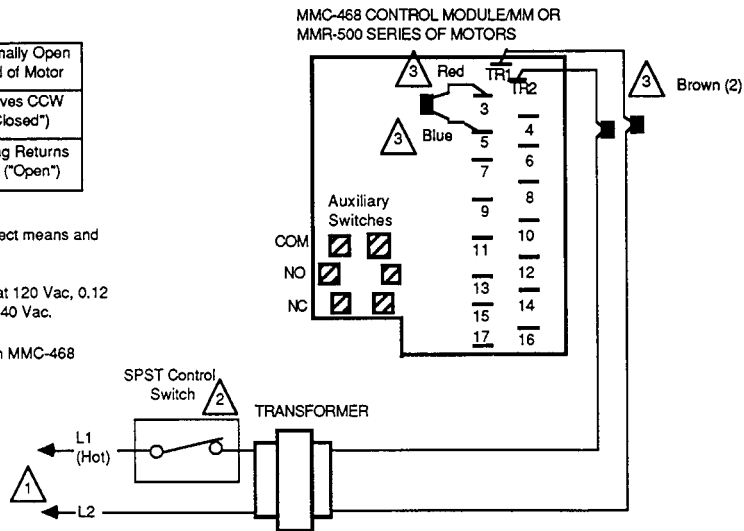 MMC-468 CONTROL MODULE/MM OR
MMR-500 SERIES OF MOTORS
nally Open
d of Motor
ves CCW
Closed")
g Returns
("Open")
ect means and
at 120 Vac, 0.12
40 Vac.
MMC-468
3
Red
TR1
TR2
3
Brown (2)
3
Blue
3
5
4
7
6
9
8
11
10
13
12
15
14
17
16
Auxiliary
Switches
COM
NO
NC
SPST Control
Switch
2
TRANSFORMER
L1
(Hot)
1
L2